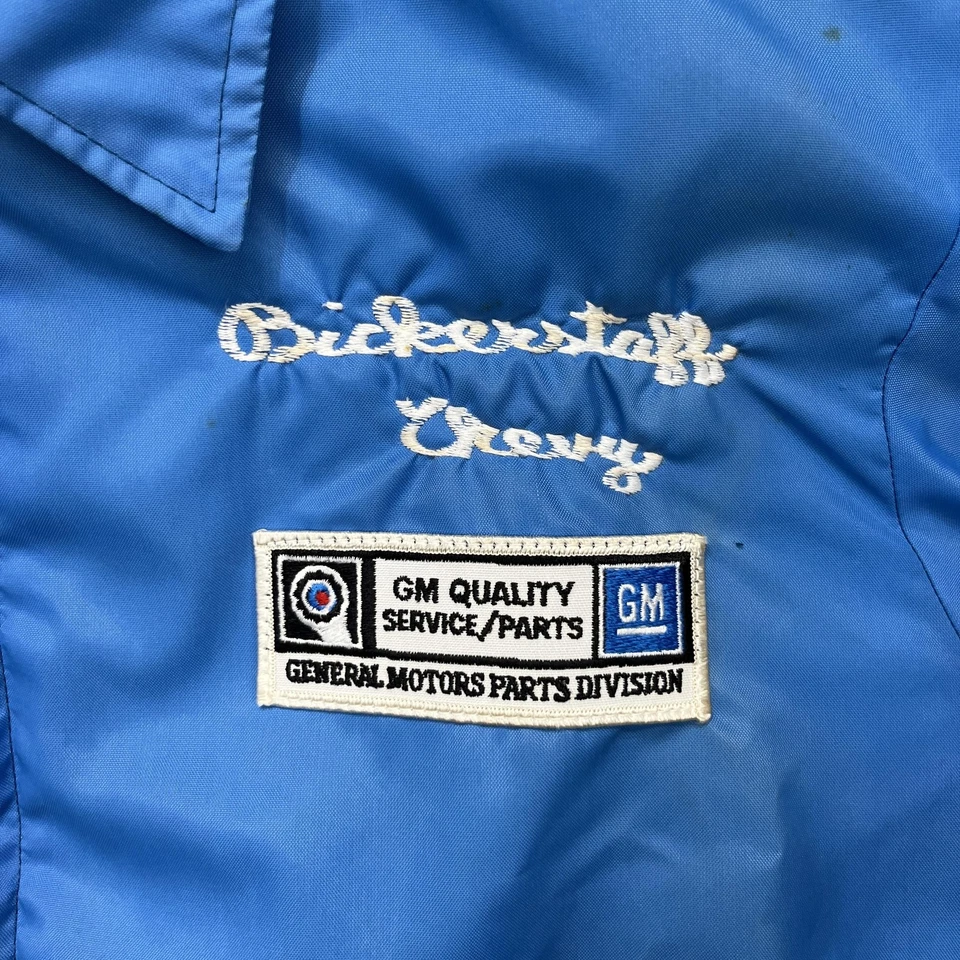 Bickerstaff
Chevy
GM QUALITY
SERVICE/PARTS
GM
GENERAL MOTORS PARTS DIVISION